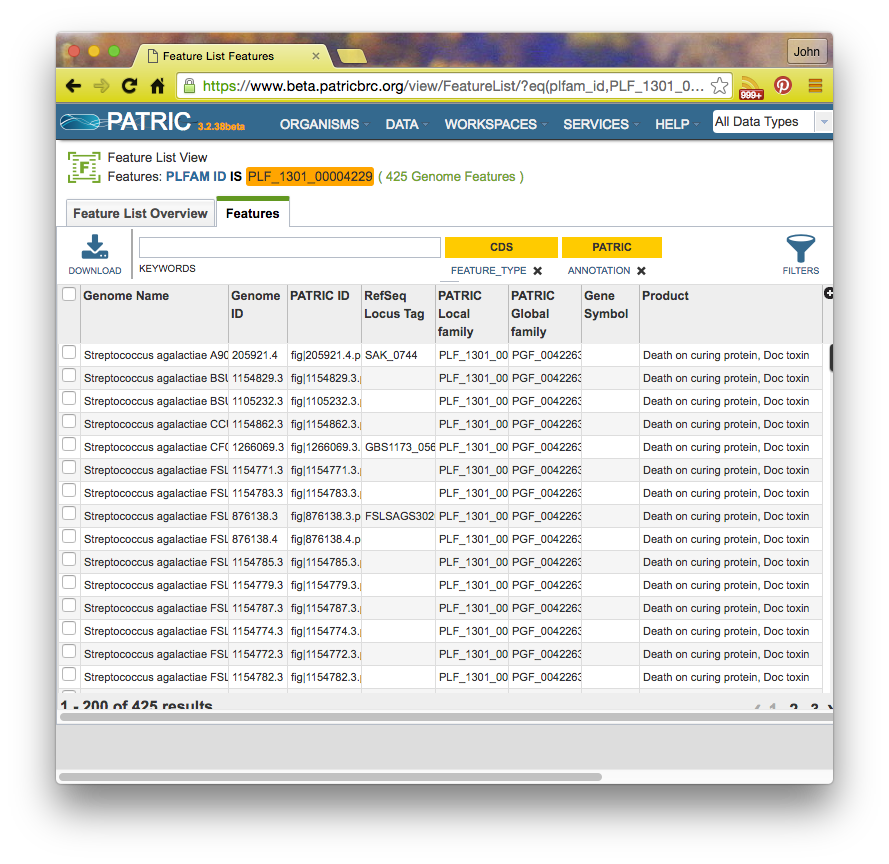 Feature List Features
John
https://www.beta.patricbrc.org/view/FeatureList/?eq(plfam_id,PLF_1301_0...
999+
PATRIC 3.2.38beta ORGANISMS DATA WORKSPACES SERVICES HELP All Data Types
Feature List View
Features: PLFAM ID IS PLF_1301_00004229 ( 425 Genome Features )
Feature List Overview Features
CDS PATRIC
DOWNLOAD KEYWORDS FEATURE_TYPE ✖ ANNOTATION ✖ FILTERS
Genome Name Genome ID PATRIC ID RefSeq Locus Tag PATRIC Local family PATRIC Global family Gene Symbol Product
Streptococcus agalactiae A90 205921.4 fig|205921.4.p SAK_0744 PLF_1301_00 PGF_0042263 Death on curing protein, Doc toxin
Streptococcus agalactiae BSU 1154829.3 fig|1154829.3.p PLF_1301_00 PGF_0042263 Death on curing protein, Doc toxin
Streptococcus agalactiae BSU 1105232.3 fig|1105232.3.p PLF_1301_00 PGF_0042263 Death on curing protein, Doc toxin
Streptococcus agalactiae CCU 1154862.3 fig|1154862.3.p PLF_1301_00 PGF_0042263 Death on curing protein, Doc toxin
Streptococcus agalactiae CFC 1266069.3 fig|1266069.3. GBS1173_056 PLF_1301_00 PGF_0042263 Death on curing protein, Doc toxin
Streptococcus agalactiae FSL 1154771.3 fig|1154771.3.p PLF_1301_00 PGF_0042263 Death on curing protein, Doc toxin
Streptococcus agalactiae FSL 1154783.3 fig|1154783.3.p PLF_1301_00 PGF_0042263 Death on curing protein, Doc toxin
Streptococcus agalactiae FSL 876138.3 fig|876138.3.p FSLSAGS302 PLF_1301_00 PGF_0042263 Death on curing protein, Doc toxin
Streptococcus agalactiae FSL 876138.4 fig|876138.4.p PLF_1301_00 PGF_0042263 Death on curing protein, Doc toxin
Streptococcus agalactiae FSL 1154785.3 fig|1154785.3.p PLF_1301_00 PGF_0042263 Death on curing protein, Doc toxin
Streptococcus agalactiae FSL 1154779.3 fig|1154779.3.p PLF_1301_00 PGF_0042263 Death on curing protein, Doc toxin
Streptococcus agalactiae FSL 1154787.3 fig|1154787.3.p PLF_1301_00 PGF_0042263 Death on curing protein, Doc toxin
Streptococcus agalactiae FSL 1154774.3 fig|1154774.3.p PLF_1301_00 PGF_0042263 Death on curing protein, Doc toxin
Streptococcus agalactiae FSL 1154772.3 fig|1154772.3.p PLF_1301_00 PGF_0042263 Death on curing protein, Doc toxin
Streptococcus agalactiae FSL 1154782.3 fig|1154782.3.p PLF_1301_00 PGF_0042263 Death on curing protein, Doc toxin
1 - 200 of 425 results 1 2 3